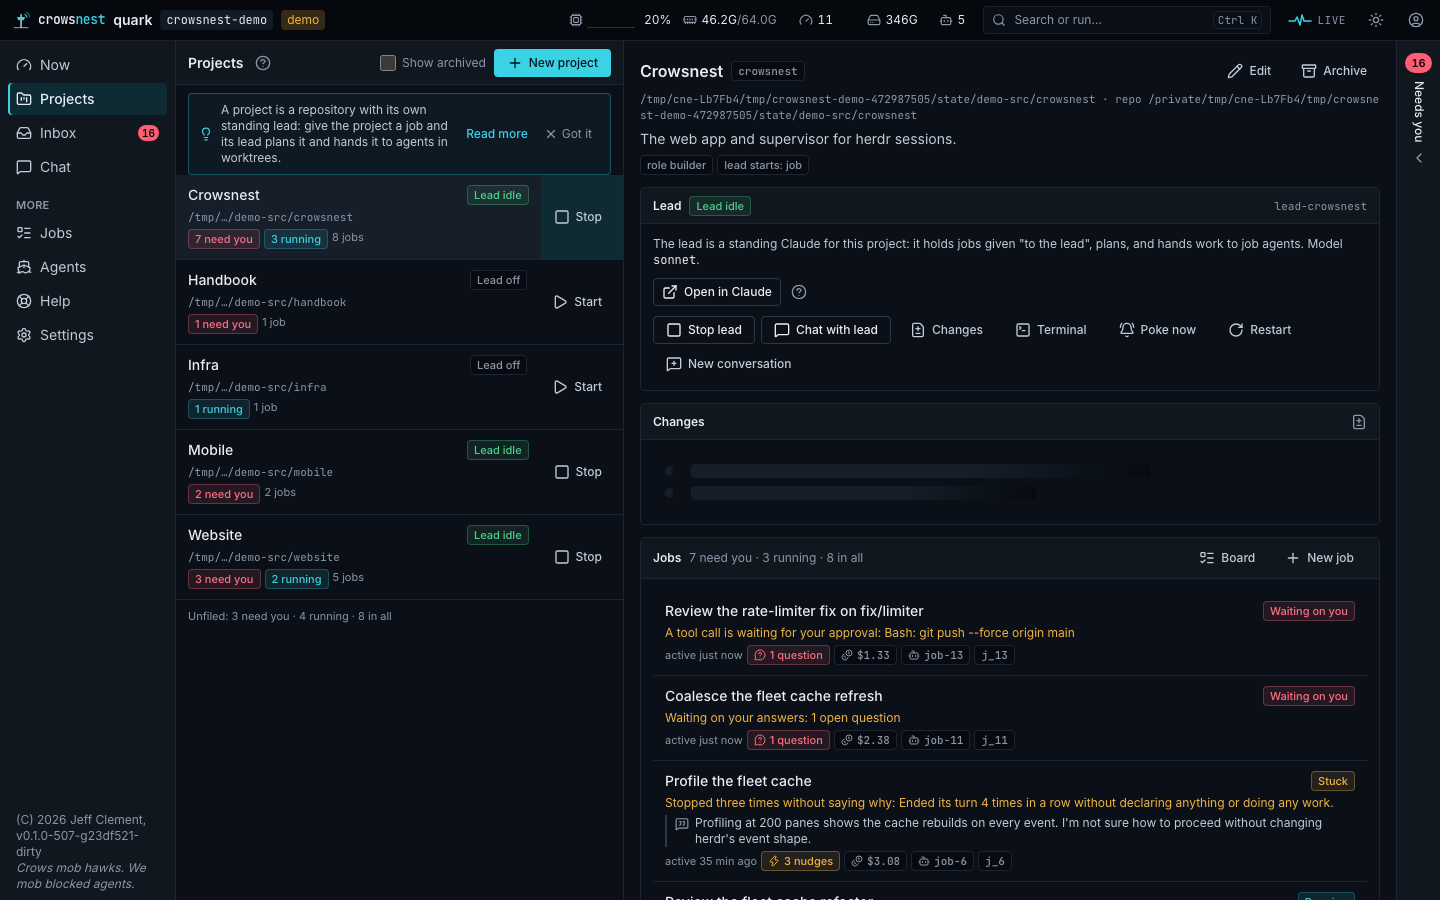 crowsnest quark crowsnest-demo demo 20% 46.2G/64.0G 11 346G 5 Search or run... Ctrl K LIVE
Now
Projects
Inbox 16
Chat
MORE
Jobs
Agents
Help
Settings
(C) 2026 Jeff Clement,
v0.1.0-507-g23df521-
dirty
Crows mob hawks. We
mob blocked agents.
Projects Show archived New project
A project is a repository with its own
standing lead: give the project a job and
its lead plans it and hands it to agents in
worktrees.
Read more Got it
Crowsnest Lead idle
/tmp/…/demo-src/crowsnest Stop
7 need you 3 running 8 jobs
Handbook Lead off
/tmp/…/demo-src/handbook Start
1 need you 1 job
Infra Lead off
/tmp/…/demo-src/infra Start
1 running 1 job
Mobile Lead idle
/tmp/…/demo-src/mobile Stop
2 need you 2 jobs
Website Lead idle
/tmp/…/demo-src/website Stop
3 need you 2 running 5 jobs
Unfiled: 3 need you · 4 running · 8 in all
Crowsnest crowsnest Edit Archive
/tmp/cne-Lb7Fb4/tmp/crowsnest-demo-472987505/state/demo-src/crowsnest · repo /private/tmp/cne-Lb7Fb4/tmp/crowsne
st-demo-472987505/state/demo-src/crowsnest
The web app and supervisor for herdr sessions.
role builder lead starts: job
Lead Lead idle lead-crowsnest
The lead is a standing Claude for this project: it holds jobs given "to the lead", plans, and hands work to job agents. Model
sonnet.
Open in Claude
Stop lead Chat with lead Changes Terminal Poke now Restart
New conversation
Changes
Jobs 7 need you · 3 running · 8 in all Board New job
Review the rate-limiter fix on fix/limiter Waiting on you
A tool call is waiting for your approval: Bash: git push --force origin main
active just now 1 question $1.33 job-13 j_13
Coalesce the fleet cache refresh Waiting on you
Waiting on your answers: 1 open question
active just now 1 question $2.38 job-11 j_11
Profile the fleet cache Stuck
Stopped three times without saying why: Ended its turn 4 times in a row without declaring anything or doing any work.
Profiling at 200 panes shows the cache rebuilds on every event. I'm not sure how to proceed without changing
herdr's event shape.
active 35 min ago 3 nudges $3.08 job-6 j_6
16
Needs you